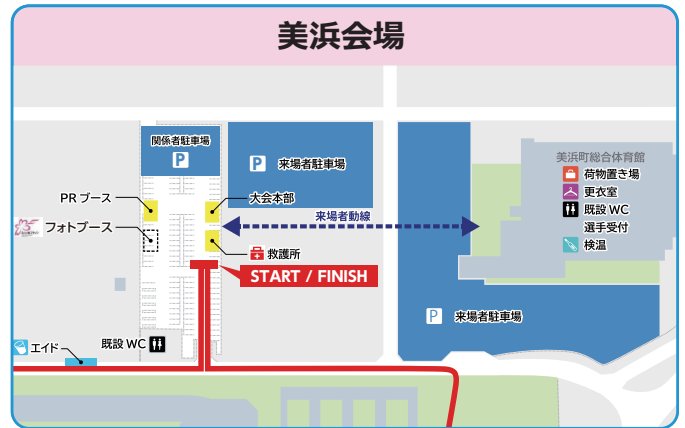 美浜会場
関係者駐車場
P
P 来場者駐車場
美浜町総合体育館
荷物置き場
更衣室
既設 WC
選手受付
検温
PR ブース
大会本部
来場者動線
フォトブース
救護所
START / FINISH
P 来場者駐車場
エイド
既設 WC